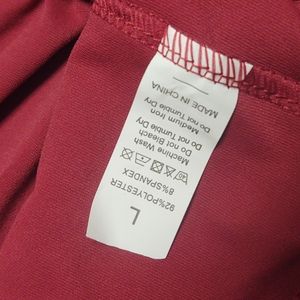 L
92%POLYESTER
8%SPANDEX
Machine Wash
Do not Bleach
Do not Tumble Dry
Medium Iron
Do not Tumble Dry
MADE IN CHINA